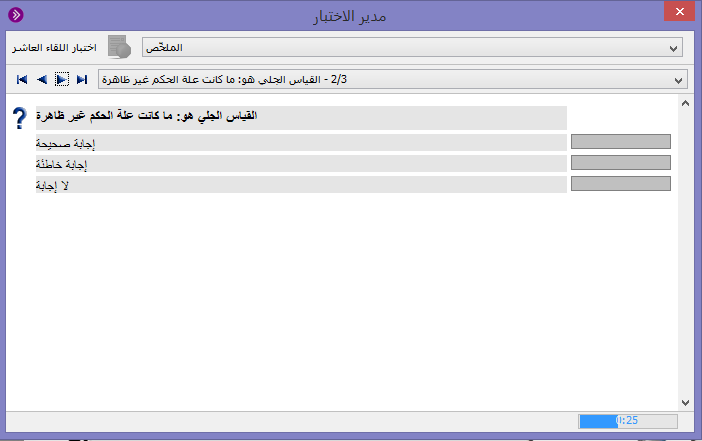 مدير الاختبار
اختبار اللقاء العاشر
الملخّص
2/3 - القياس الجلي هو: ما كانت علة الحكم غير ظاهرة
القياس الجلي هو: ما كانت علة الحكم غير ظاهرة
إجابة صحيحة
إجابة خاطئة
لا إجابة
0:25